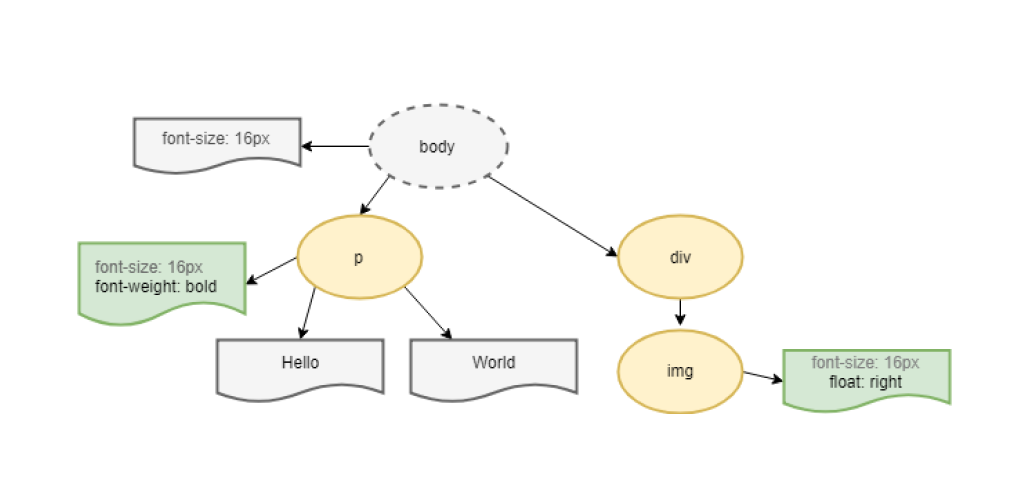 font-size: 16px
body
p
div
font-size: 16px
font-weight: bold
Hello
World
img
font-size: 16px
float: right